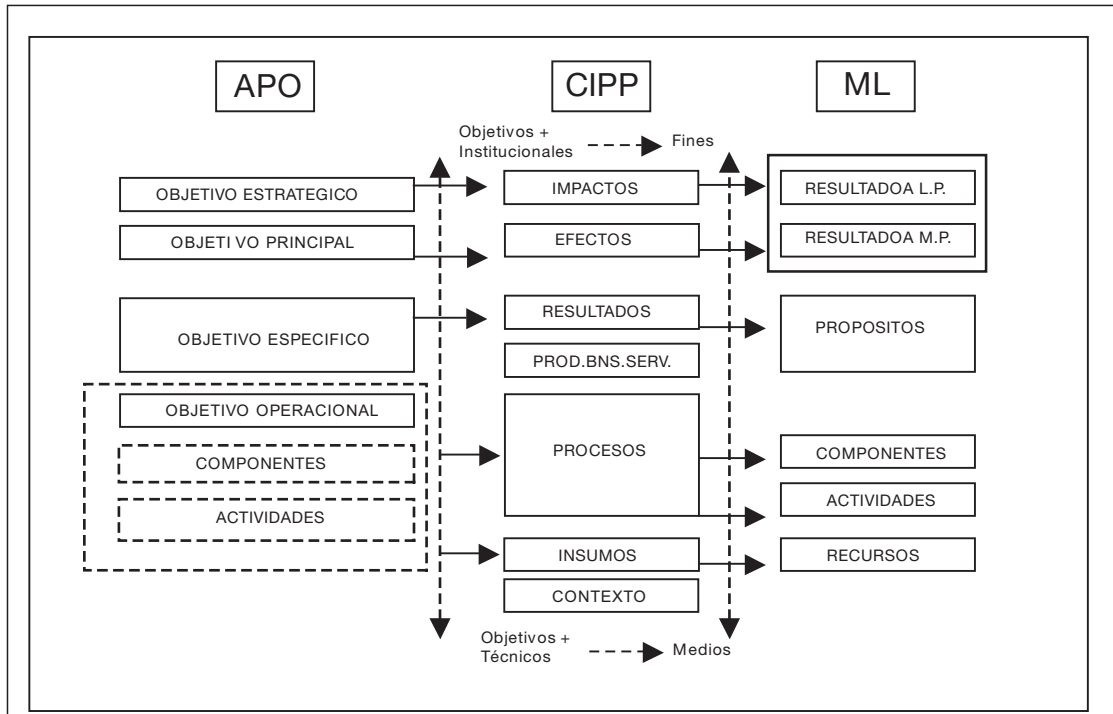 APO
CIPP
ML
Objetivos +
Institucionales
Fines
OBJETIVO ESTRATEGICO
IMPACTOS
RESULTADOA L.P.
OBJETI VO PRINCIPAL
EFECTOS
RESULTADOA M.P.
OBJETIVO ESPECIFICO
RESULTADOS
PROPOSITOS
PROD.BNS.SERV.
OBJETIVO OPERACIONAL
COMPONENTES
ACTIVIDADES
PROCESOS
COMPONENTES
ACTIVIDADES
INSUMOS
RECURSOS
CONTEXTO
Objetivos +
Técnicos
Medios